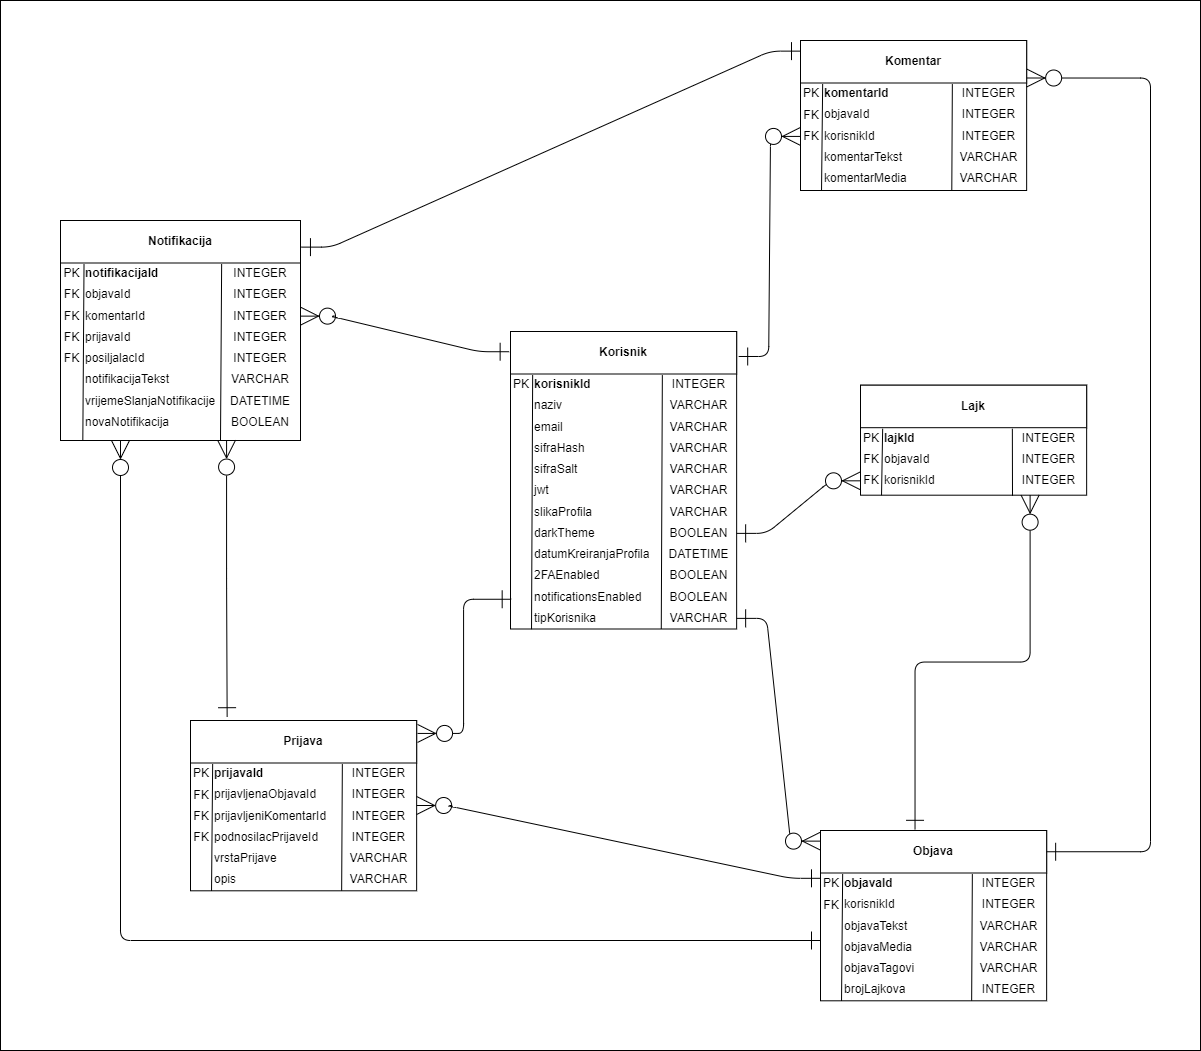 Komentar
PK komentarId INTEGER
FK objavaId INTEGER
FK korisnikId INTEGER
komentarTekst VARCHAR
komentarMedia VARCHAR
Notifikacija
PK notifikacijaId INTEGER
FK objavaId INTEGER
FK komentarId INTEGER
FK prijavaId INTEGER
FK posiljalacId INTEGER
notifikacijaTekst VARCHAR
vrijemeSlanjaNotifikacije DATETIME
novaNotifikacija BOOLEAN
Korisnik
PK korisnikId INTEGER
naziv VARCHAR
email VARCHAR
sifraHash VARCHAR
sifraSalt VARCHAR
jwt VARCHAR
slikaProfila VARCHAR
darkTheme BOOLEAN
datumKreiranjaProfila DATETIME
2FAEnabled BOOLEAN
notificationsEnabled BOOLEAN
tipKorisnika VARCHAR
Lajk
PK lajkId INTEGER
FK objavaId INTEGER
FK korisnikId INTEGER
Prijava
PK prijavaId INTEGER
FK prijavljenaObjavaId INTEGER
FK prijavljeniKomentarId INTEGER
FK podnosilacPrijaveId INTEGER
vrstaPrijave VARCHAR
opis VARCHAR
Objava
PK objavaId INTEGER
FK korisnikId INTEGER
objavaTekst VARCHAR
objavaMedia VARCHAR
objavaTagovi VARCHAR
brojLajkova INTEGER